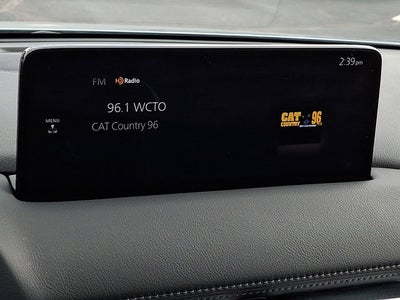 2:39pm
FM HD Radio
96.1 WCTO
MENU
CAT Country 96
CAT
COUNTRY 96